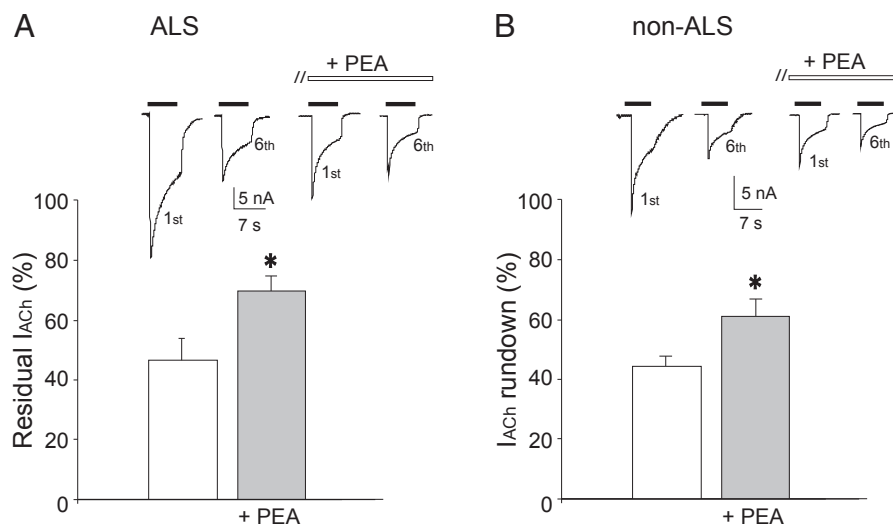 A ALS
+ PEA
//
1st
6th
1st
6th
5 nA
7 s
Residual IACh (%)
100
80
60
40
20
0
*
+ PEA
B non-ALS
+ PEA
//
1st
6th
1st
6th
5 nA
7 s
IACh rundown (%)
100
80
60
40
20
0
*
+ PEA